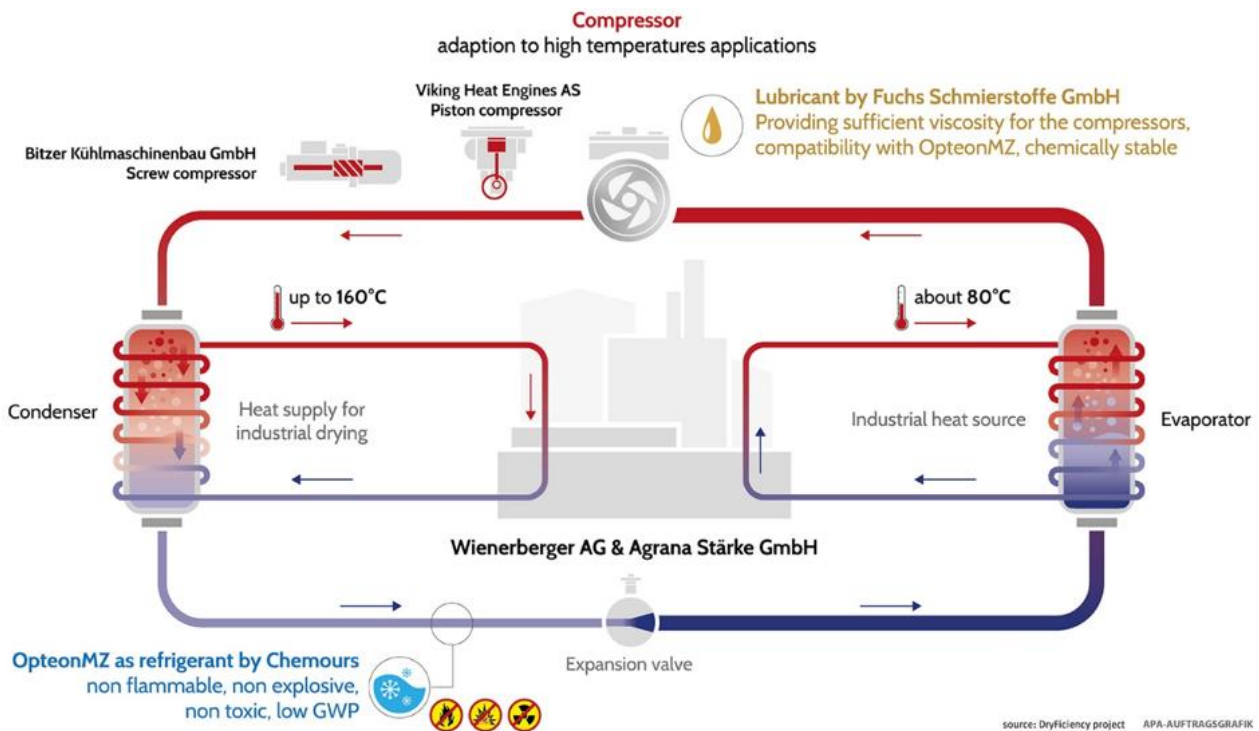 Compressor
adaption to high temperatures applications
Viking Heat Engines AS
Piston compressor
Bitzer Kühlmaschinenbau GmbH
Screw compressor
Lubricant by Fuchs Schmierstoffe GmbH
Providing sufficient viscosity for the compressors,
compatibility with OpteonMZ, chemically stable
up to 160°C
about 80°C
Condenser
Heat supply for
industrial drying
Industrial heat source
Evaporator
Wienerberger AG & Agrana Stärke GmbH
Expansion valve
OpteonMZ as refrigerant by Chemours
non flammable, non explosive,
non toxic, low GWP
source: DryFiciency project APA-AUFTRAGSGRAFIK